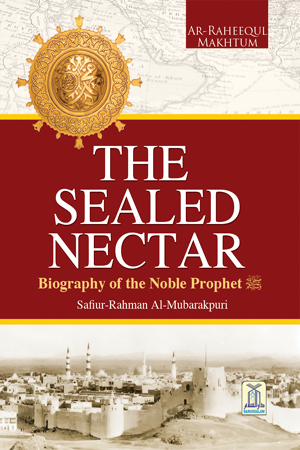 AR-RAHEEQUL
MAKHTUM
THE
SEALED
NECTAR
Biography of the Noble Prophet ﷺ
Safiur-Rahman Al-Mubarakpuri
DARUSSALAM